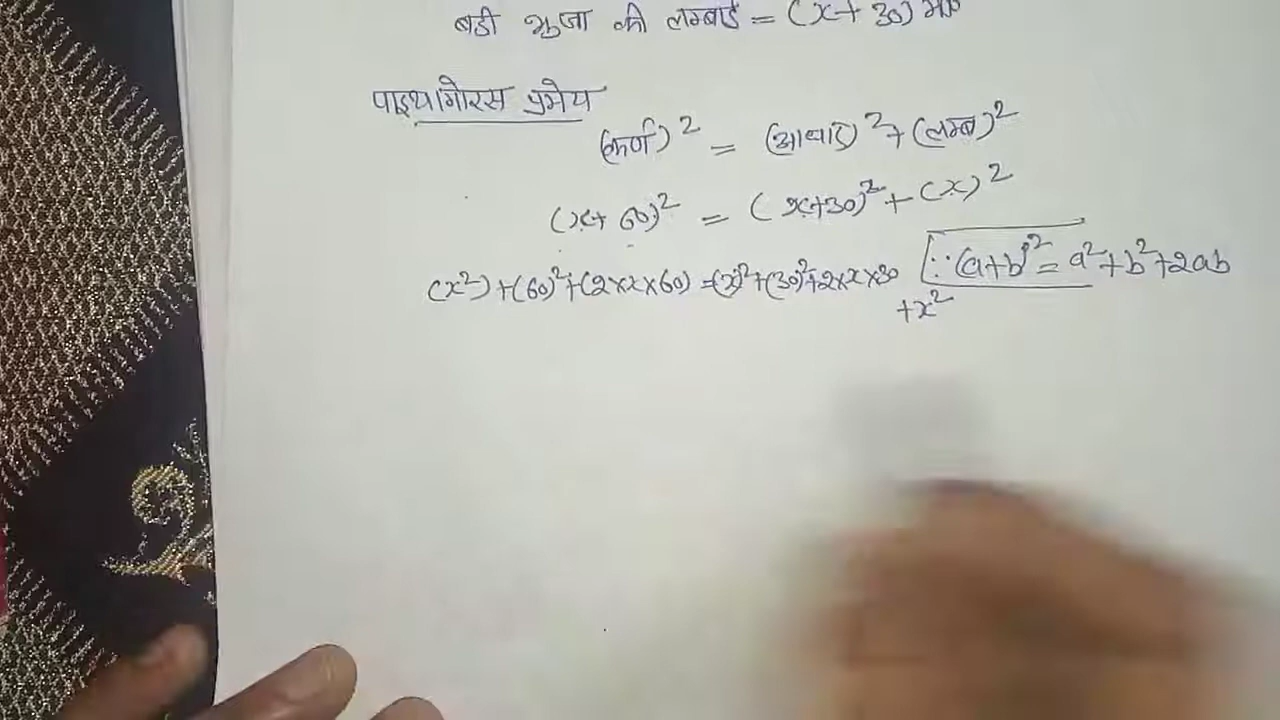 बडी भुजा की लम्बाई = (x+30) मी०
पाइथागोरस प्रमेय
(कर्ण)² = (आधार)² + (लम्ब)²
(x+60)² = (x+30)² + (x)²
(x²)+(60)²+(2×x×60) = (x)²+(30)²+2×x×30 [∵(a+b)² = a²+b²+2ab
+x²